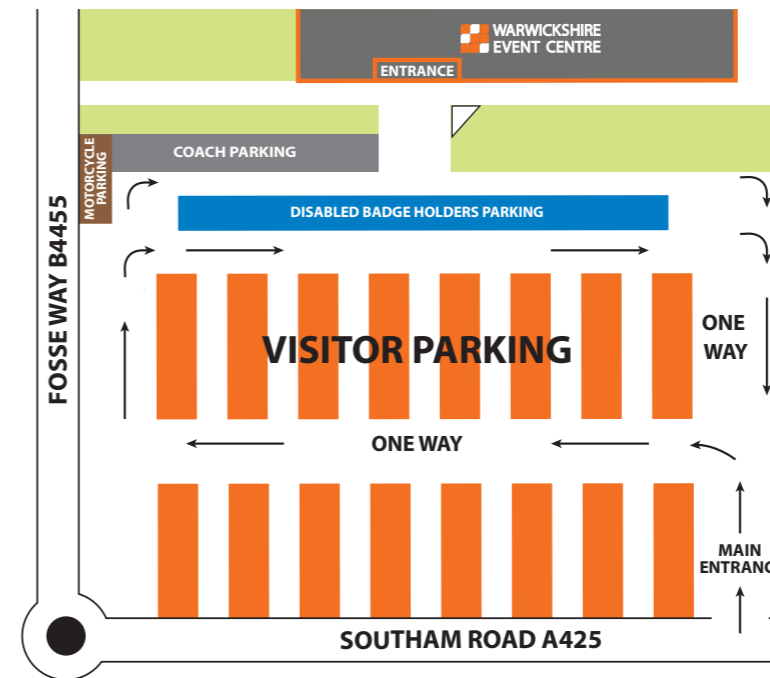 WARWICKSHIRE
EVENT CENTRE
ENTRANCE
COACH PARKING
MOTORCYCLE
PARKING
DISABLED BADGE HOLDERS PARKING
FOSSE WAY B4455
VISITOR PARKING
ONE
WAY
ONE WAY
MAIN
ENTRANC
SOUTHAM ROAD A425